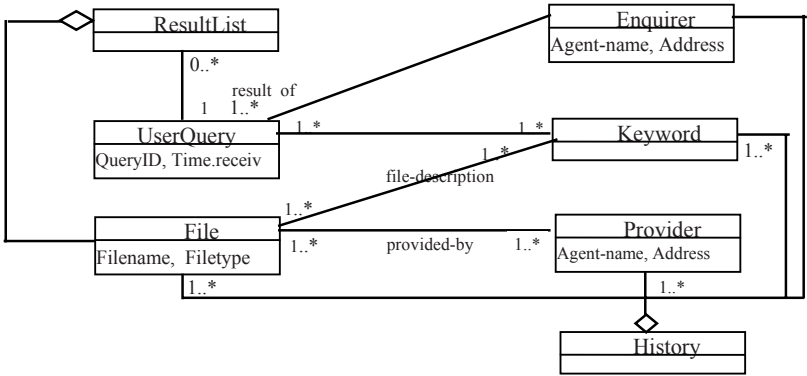 ResultList
Enquirer
Agent-name, Address
0..*
result of
1
1..*
UserQuery
QueryID, Time.receiv
1..*
1..*
Keyword
1..*
1..*
file-description
1..*
File
Filename, Filetype
1..*
provided-by
1..*
Provider
Agent-name, Address
1..*
1..*
History